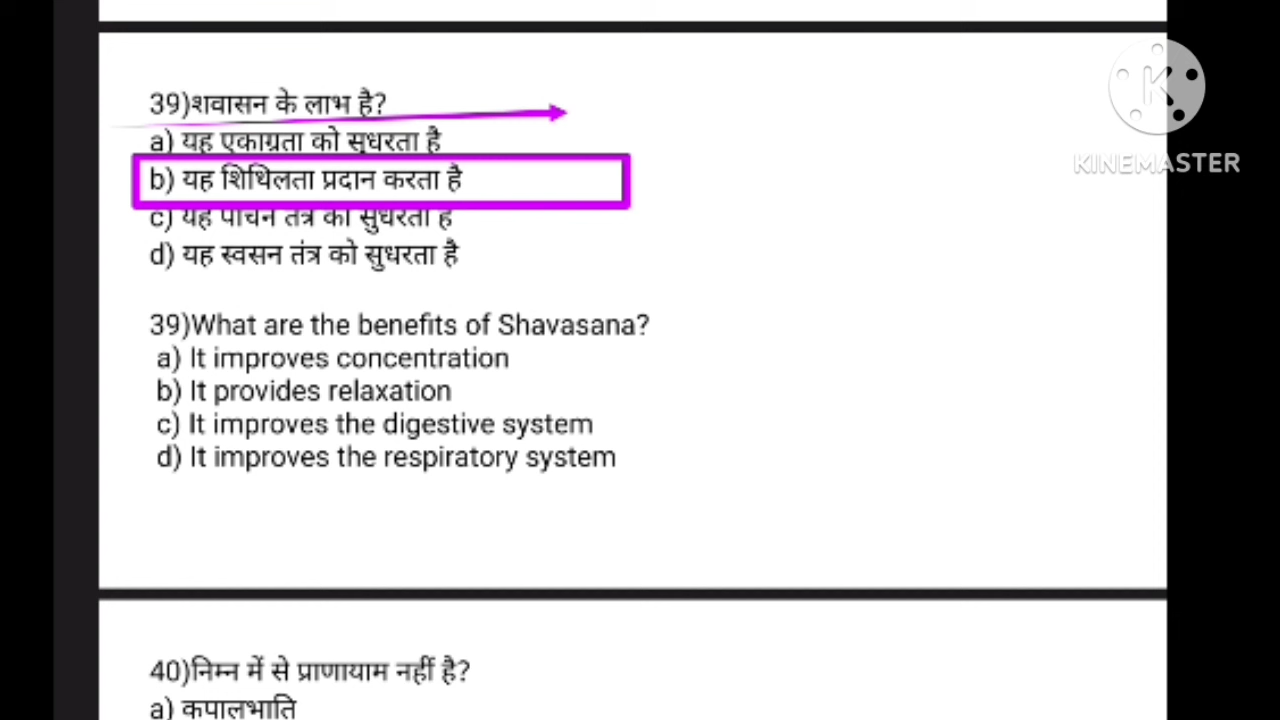 39)शवासन के लाभ है?
a) यह एकाग्रता को सुधरता है
b) यह शिथिलता प्रदान करता है
c) यह पाचन तंत्र को सुधरता है
d) यह स्वसन तंत्र को सुधरता है
39)What are the benefits of Shavasana?
a) It improves concentration
b) It provides relaxation
c) It improves the digestive system
d) It improves the respiratory system
40)निम्न में से प्राणायाम नहीं है?
a) कपालभाति
K
KINEMASTER